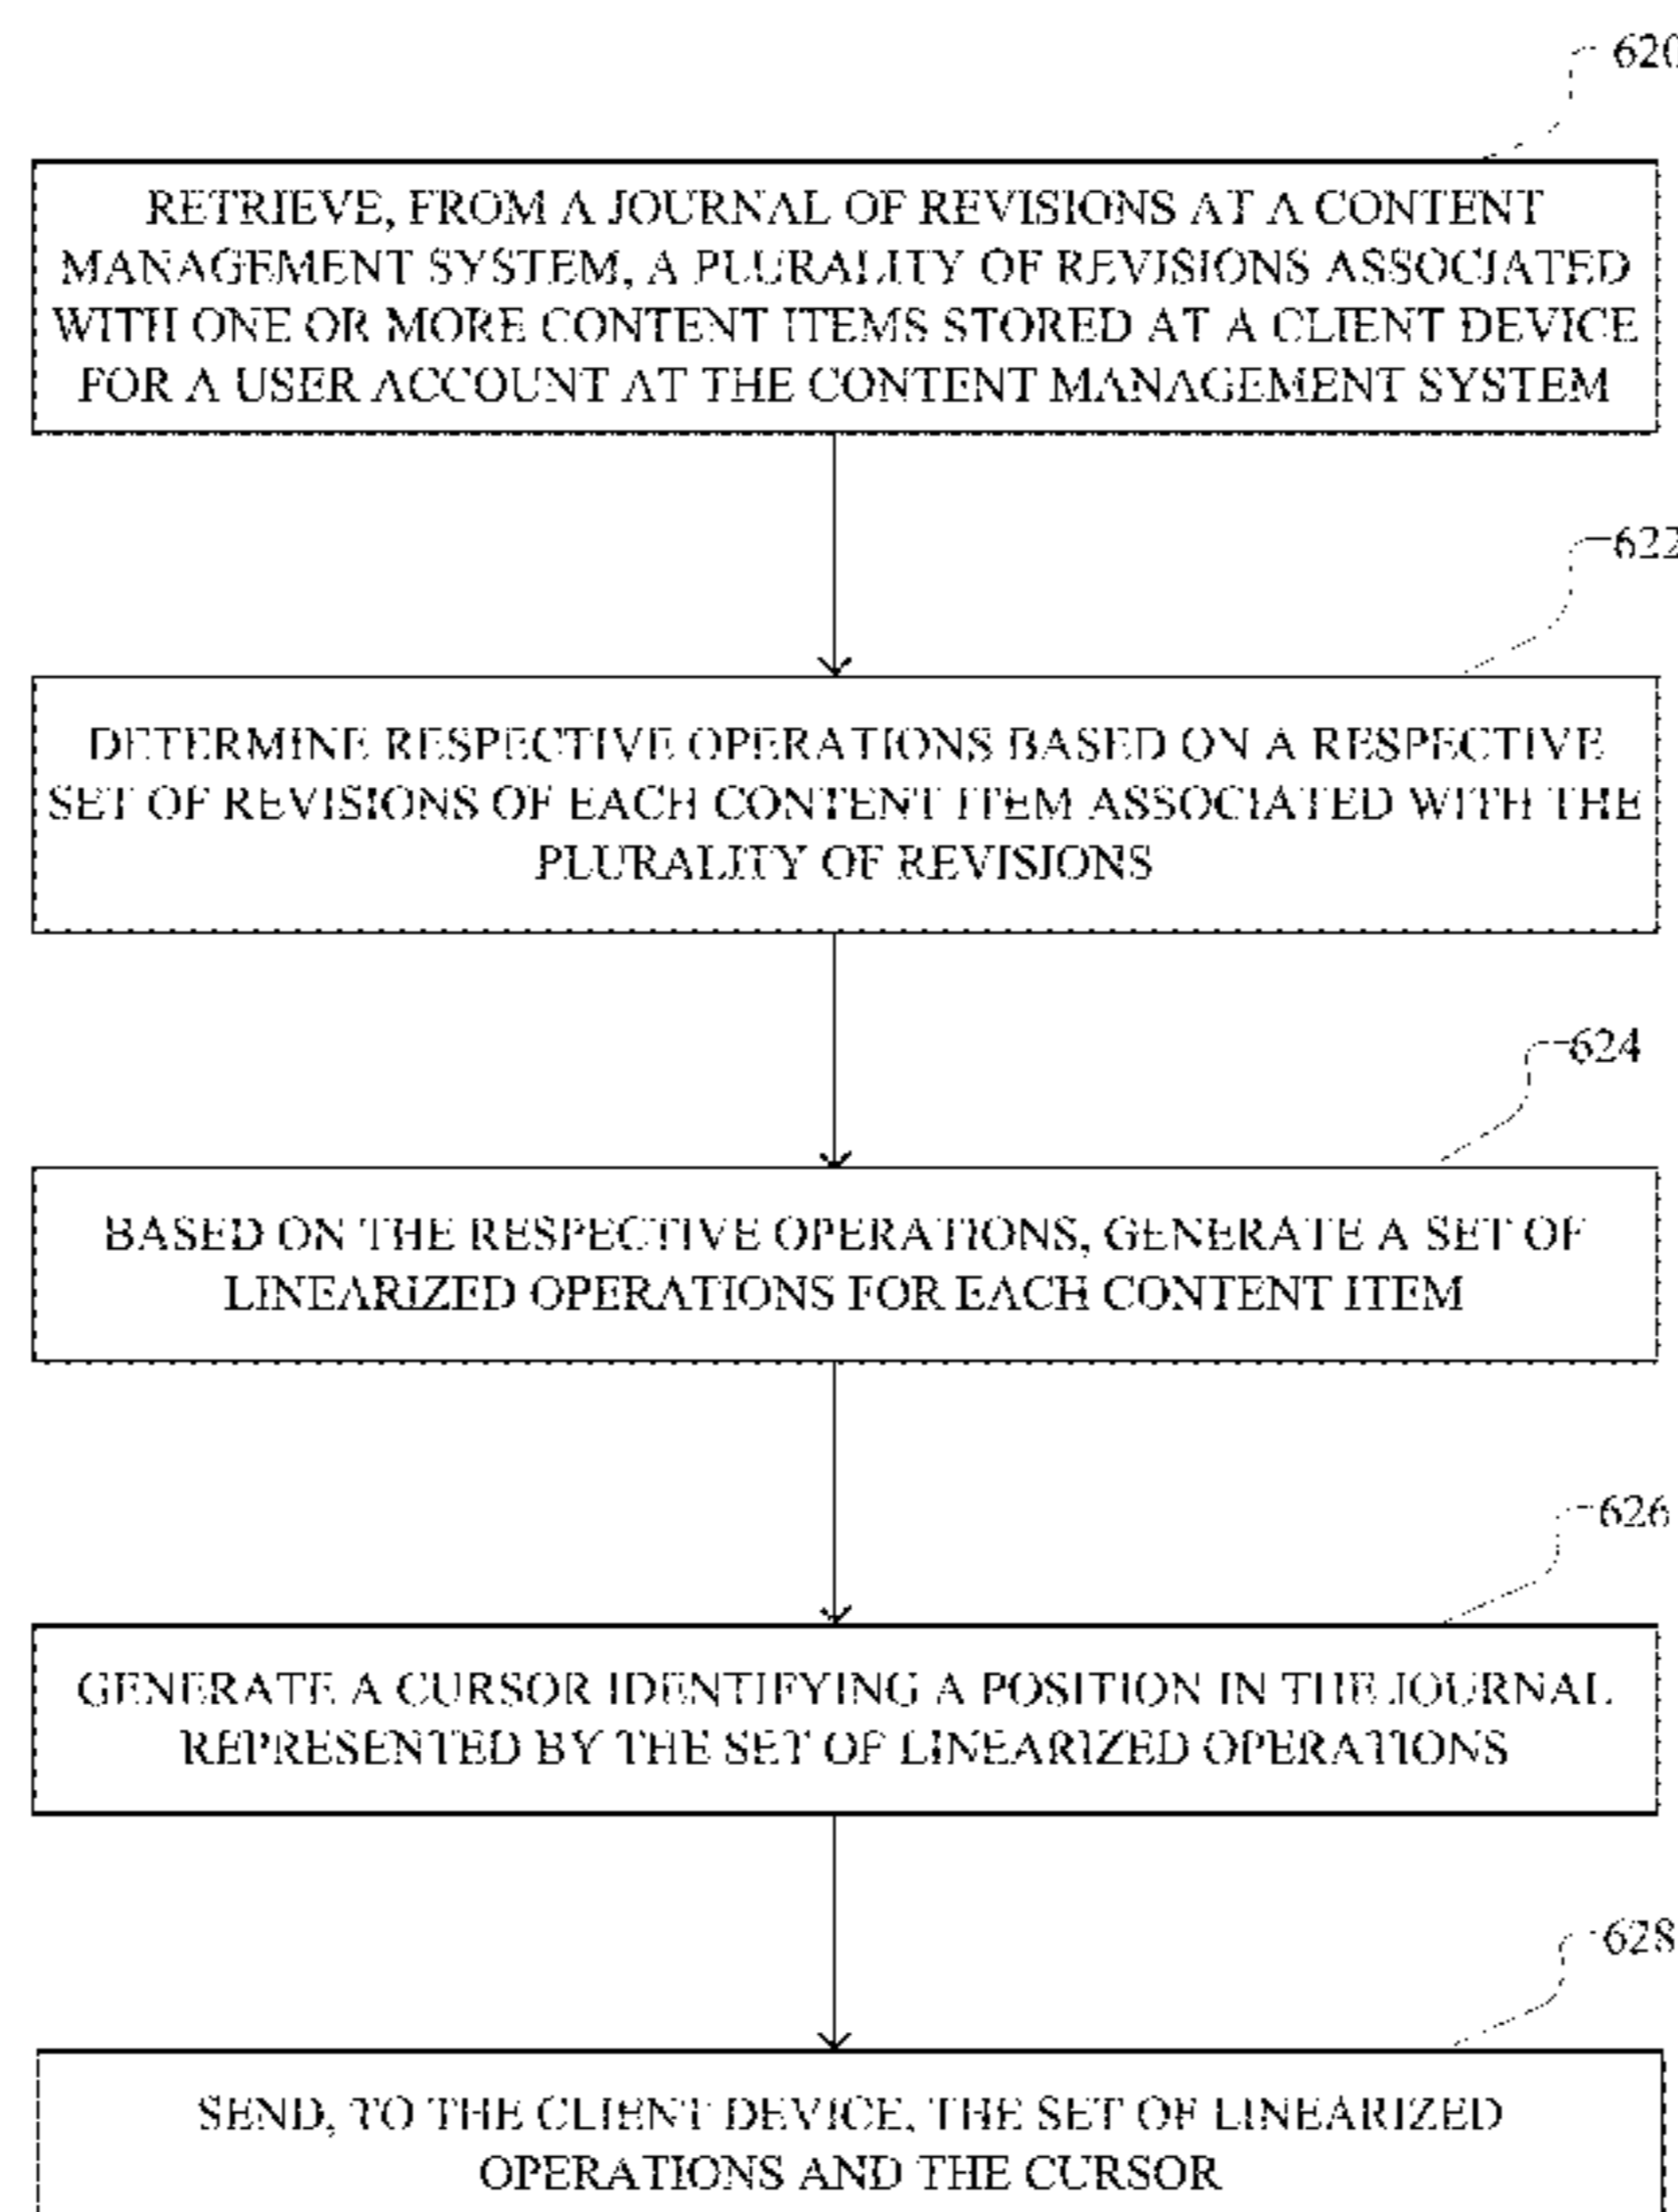 620
RETRIEVE, FROM A JOURNAL OF REVISIONS AT A CONTENT
MANAGEMENT SYSTEM, A PLURALITY OF REVISIONS ASSOCIATED
WITH ONE OR MORE CONTENT ITEMS STORED AT A CLIENT DEVICE
FOR A USER ACCOUNT AT THE CONTENT MANAGEMENT SYSTEM
622
DETERMINE RESPECTIVE OPERATIONS BASED ON A RESPECTIVE
SET OF REVISIONS OF EACH CONTENT ITEM ASSOCIATED WITH THE
PLURALITY OF REVISIONS
624
BASED ON THE RESPECTIVE OPERATIONS, GENERATE A SET OF
LINEARIZED OPERATIONS FOR EACH CONTENT ITEM
626
GENERATE A CURSOR IDENTIFYING A POSITION IN THE JOURNAL
REPRESENTED BY THE SET OF LINEARIZED OPERATIONS
628
SEND, TO THE CLIENT DEVICE, THE SET OF LINEARIZED
OPERATIONS AND THE CURSOR